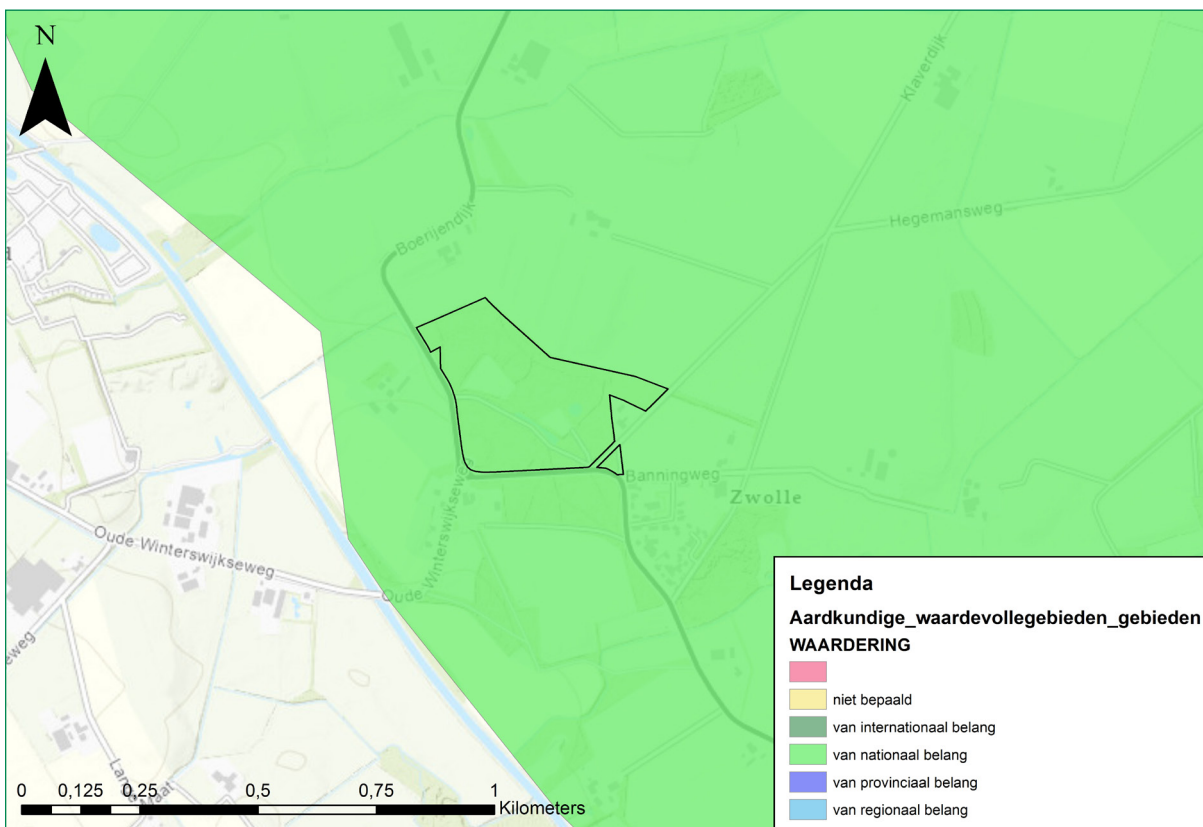 N
Klaverdijk
Hegemansweg
Boerijendijk
Banningweg
Zwolle
Oude Winterswijkseweg
Oude Winterswijkseweg
eweg
0 0,125 0,25 0,5 0,75 1
Kilometers
Legenda
Aardkundige_waardevollegebieden_gebieden
WAARDERING
niet bepaald
van internationaal belang
van nationaal belang
van provinciaal belang
van regionaal belang